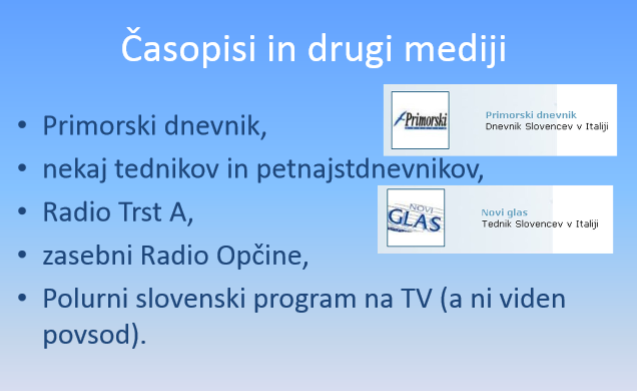 Časopisi in drugi mediji
• Primorski dnevnik,
• nekaj tednikov in petnajstdnevnikov,
• Radio Trst A,
• zasebni Radio Opčine,
• Polurni slovenski program na TV (a ni viden
povsod).
Primorski
Primorski dnevnik
Dnevnik Slovencev v Italiji
NOVI
GLAS
Novi glas
Tednik Slovencev v Italiji